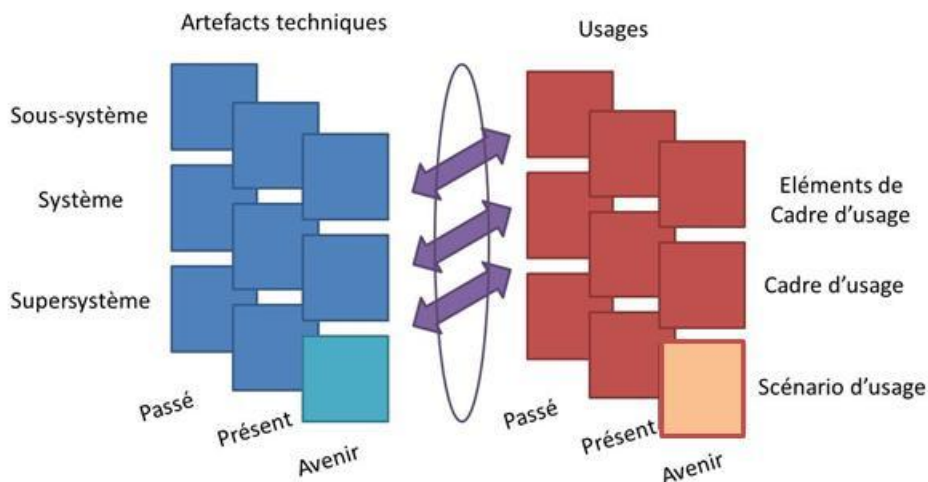 Artefacts techniques
Usages
Sous-système
Système
Supersystème
Eléments de
Cadre d'usage
Cadre d'usage
Scénario d'usage
Passé
Présent
Avenir
Passé
Présent
Avenir